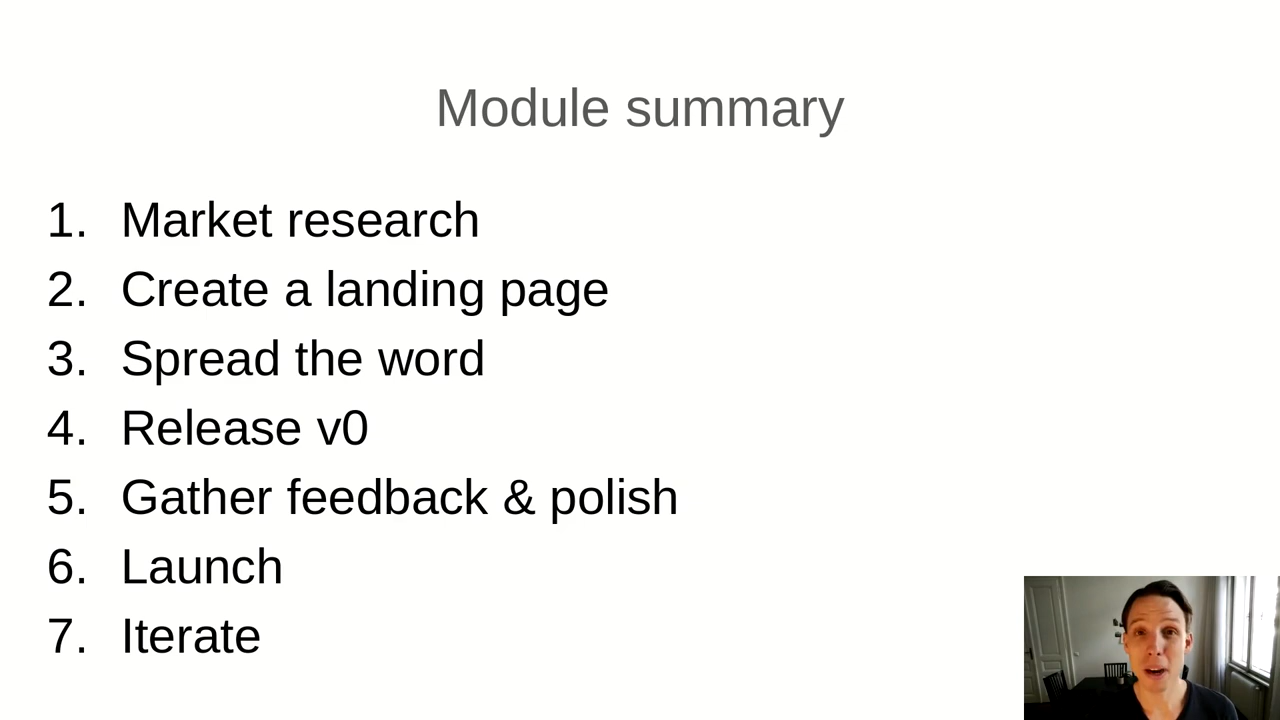 Module summary
1. Market research
2. Create a landing page
3. Spread the word
4. Release v0
5. Gather feedback & polish
6. Launch
7. Iterate